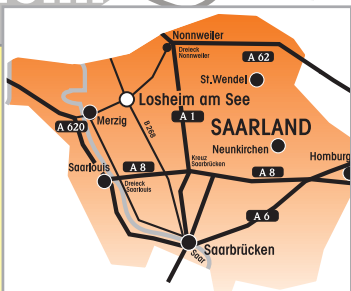 Nonnweiler
Dreieck
Nonnweiler
A 62
St.Wendel
Losheim am See
Merzig
B 268
A 1
A 620
SAARLAND
Neunkirchen
Homburg
Saarlouis
A 8
Kreuz
Saarbrücken
A 8
Dreieck
Saarlouis
A 6
Saar
Saarbrücken